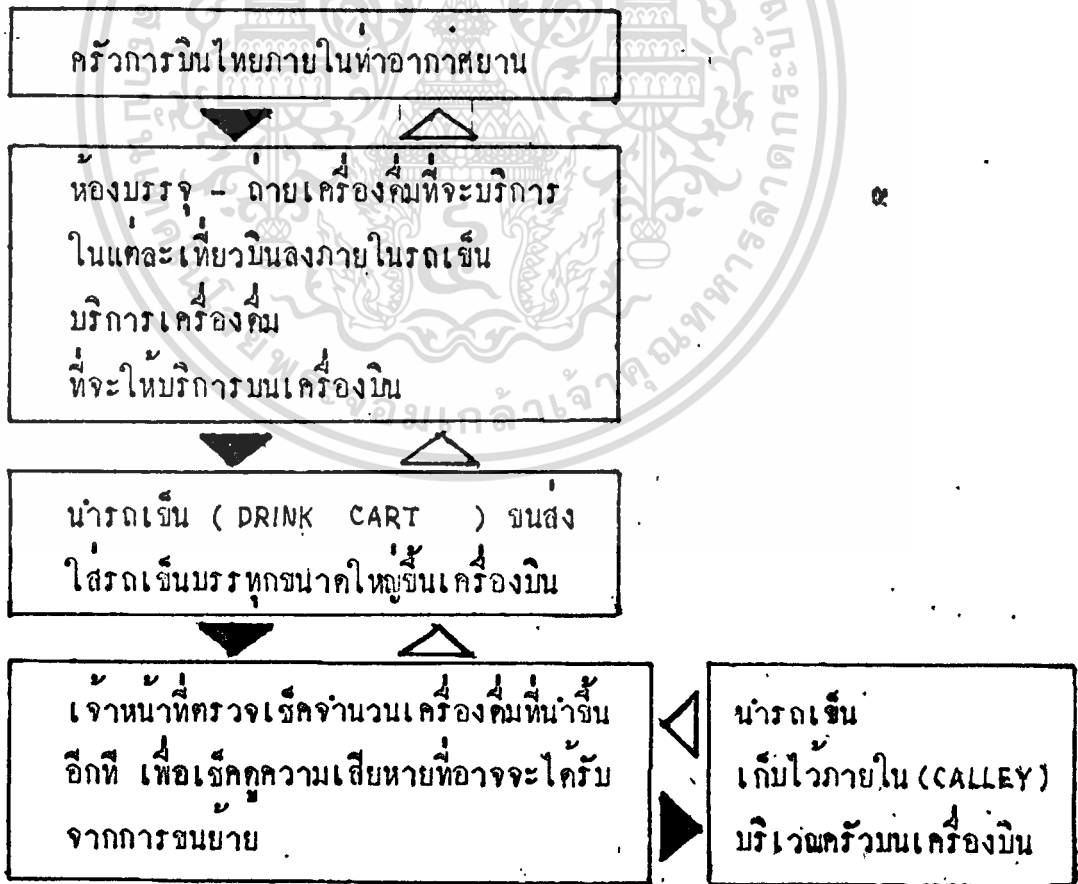 ครัวการบินไทยภายในท่าอากาศยาน
ห้องบรรจุ - ถ่ายเครื่องดื่มที่จะบริการ
ในแต่ละเที่ยวบินลงภายในรถเข็น
บริการเครื่องดื่ม
ที่จะให้บริการบนเครื่องบิน
นำรถเข็น ( DRINK CART ) ขนส่ง
ใส่รถเข็นบรรทุกขนาดใหญ่ขึ้นเครื่องบิน
เจ้าหน้าที่ตรวจเช็คจำนวนเครื่องดื่มที่นำขึ้น
อีกที เพื่อเช็คดูความเสียหายที่อาจจะได้รับ
จากการขนย้าย
นำรถเข็น
เก็บไว้ภายใน (CALLEY)
บริเวณครัวบนเครื่องบิน